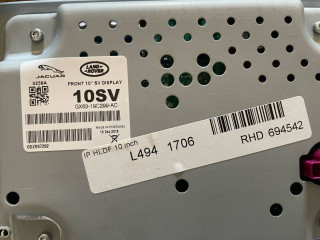 JAGUAR
LAND ROVER
0258A
FRONT 10" SV DISPLAY
10SV
GX63-19C299-AC
IP HLDF 10 inch
L494 1706
RHD 694542